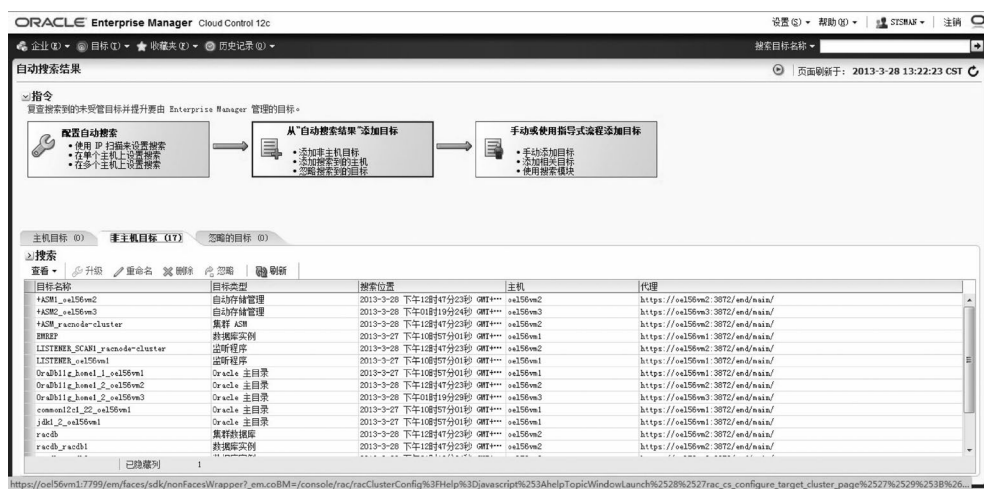 ORACLE Enterprise Manager Cloud Control 12c
设置(S) 帮助(H) SYSMAN 注销
企业(E) 目标(T) 收藏夹(F) 历史记录(O) 搜索目标名称
自动搜索结果
页面刷新于: 2013-3-28 13:22:23 CST
指令
复查搜索到的未受管目标并提升要由 Enterprise Manager 管理的目标。
配置自动搜索
• 使用 IP 扫描来设置搜索
• 在单个主机上设置搜索
• 在多个主机上设置搜索
从"自动搜索结果"添加目标
• 添加非主机目标
• 添加搜索到的主机
• 忽略搜索到的目标
手动或使用指导式流程添加目标
• 手动添加目标
• 添加相关目标
• 使用搜索模块
主机目标 (0) 非主机目标 (17) 忽略的目标 (0)
搜索
查看 升级 重命名 删除 忽略 刷新
目标名称 目标类型 搜索位置 主机 代理
+ASM1_oel56vm2 自动存储管理 2013-3-28 下午12时47分23秒 GMT+… oel56vm2 https://oel56vm2:3872/emd/main/
+ASM2_oel56vm3 自动存储管理 2013-3-28 下午01时19分24秒 GMT+… oel56vm3 https://oel56vm3:3872/emd/main/
+ASM_racnode-cluster 集群 ASM 2013-3-28 下午12时47分23秒 GMT+… oel56vm2 https://oel56vm2:3872/emd/main/
EMREP 数据库实例 2013-3-27 下午10时57分01秒 GMT+… oel56vm1 https://oel56vm1:3872/emd/main/
LISTENER_SCAN1_racnode-cluster 监听程序 2013-3-28 下午12时47分23秒 GMT+… oel56vm2 https://oel56vm2:3872/emd/main/
LISTENER_oel56vm1 监听程序 2013-3-27 下午10时57分01秒 GMT+… oel56vm1 https://oel56vm1:3872/emd/main/
OraDb11g_home1_1_oel56vm1 Oracle 主目录 2013-3-27 下午10时57分01秒 GMT+… oel56vm1 https://oel56vm1:3872/emd/main/
OraDb11g_home1_2_oel56vm2 Oracle 主目录 2013-3-28 下午12时47分23秒 GMT+… oel56vm2 https://oel56vm2:3872/emd/main/
OraDb11g_home1_2_oel56vm3 Oracle 主目录 2013-3-28 下午01时19分29秒 GMT+… oel56vm3 https://oel56vm3:3872/emd/main/
common12c1_22_oel56vm1 Oracle 主目录 2013-3-27 下午10时57分01秒 GMT+… oel56vm1 https://oel56vm1:3872/emd/main/
jdk1_2_oel56vm1 Oracle 主目录 2013-3-27 下午10时57分01秒 GMT+… oel56vm1 https://oel56vm1:3872/emd/main/
racdb 集群数据库 2013-3-28 下午12时47分23秒 GMT+… oel56vm2 https://oel56vm2:3872/emd/main/
racdb_racdb1 数据库实例 2013-3-28 下午12时47分23秒 GMT+… oel56vm2 https://oel56vm2:3872/emd/main/
已隐藏列 1
https://oel56vm1:7799/em/faces/sdk/nonFacesWrapper?_em.coBM=/console/rac/racClusterConfig%3FHelp%3Djavascript%253AhelpTopicWindowLaunch%2528%2527rac_cs_configure_target_cluster_page%2527%2529%253B%26...